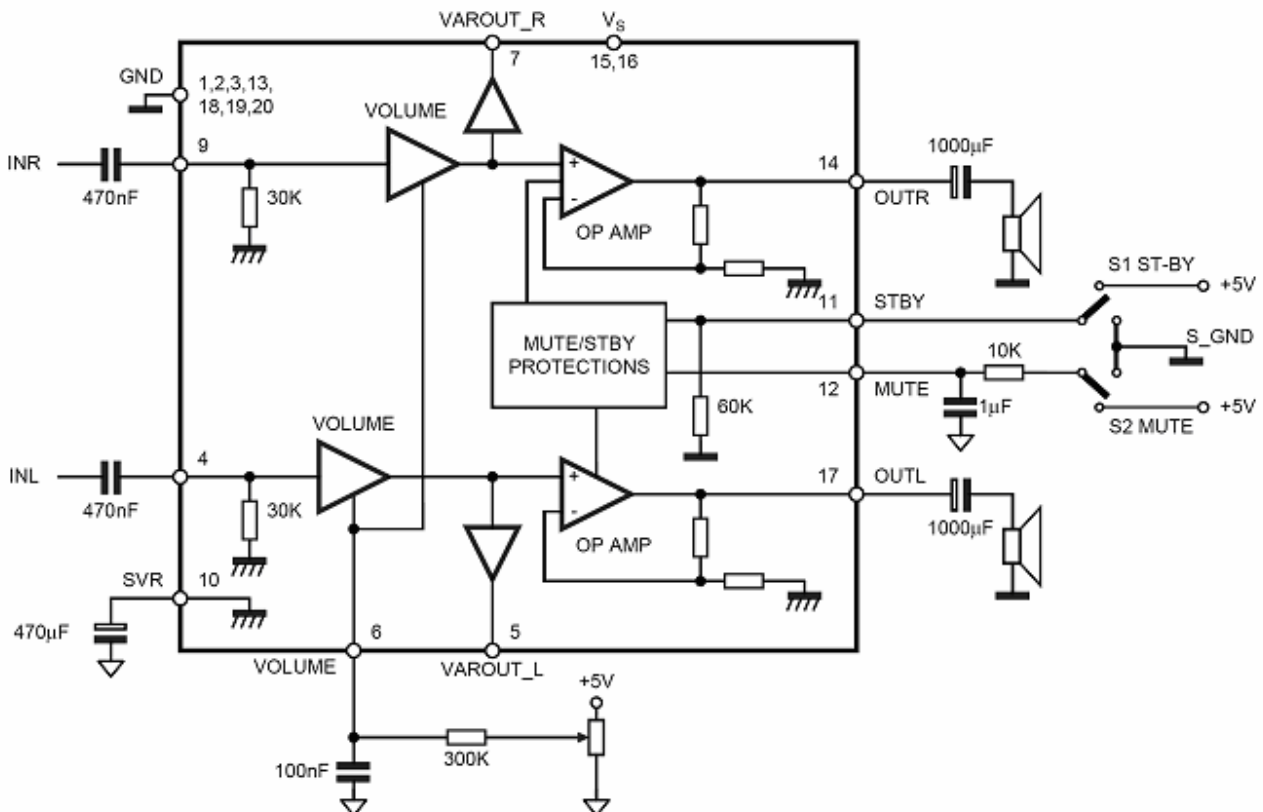 VAROUT_R
VS
7
15,16
GND
1,2,3,13,
18,19,20
VOLUME
INR
9
470nF
30K
+
-
OP AMP
14
1000µF
OUTR
S1 ST-BY
+5V
11
STBY
MUTE/STBY
PROTECTIONS
S_GND
10K
12
MUTE
60K
1µF
S2 MUTE
+5V
VOLUME
INL
4
470nF
30K
+
-
OP AMP
17
OUTL
1000µF
SVR
10
470µF
6
5
VOLUME
VAROUT_L
+5V
300K
100nF